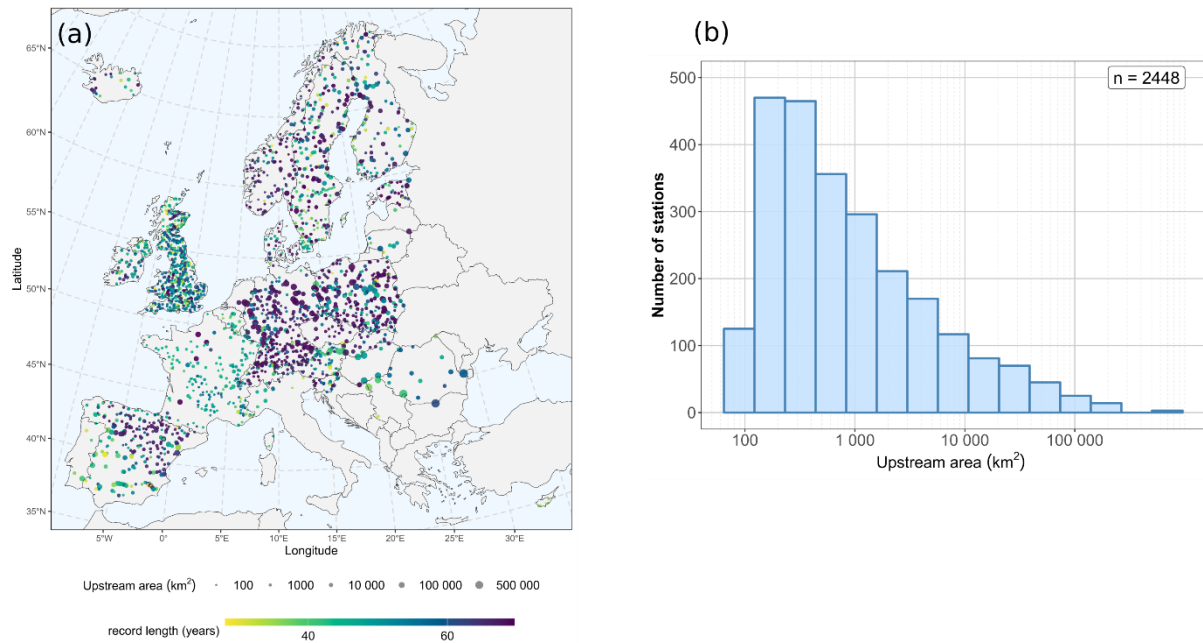 (a)
65°N
60°N
55°N
50°N
45°N
40°N
35°N
Latitude
5°W 0° 5°E 10°E 15°E 20°E 25°E 30°E
Longitude
Upstream area (km²) 100 1000 10 000 100 000 500 000
record length (years) 40 60
(b)
n = 2448
500
400
300
200
100
0
Number of stations
100 1 000 10 000 100 000
Upstream area (km²)